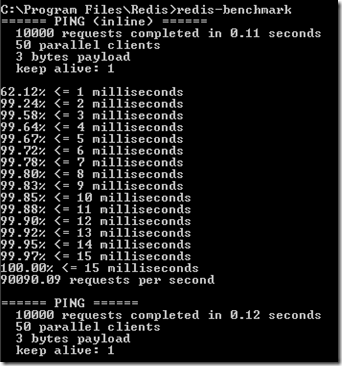 C:\Program Files\Redis>redis-benchmark
====== PING (inline) ======
  10000 requests completed in 0.11 seconds
  50 parallel clients
  3 bytes payload
  keep alive: 1

62.12% <= 1 milliseconds
99.24% <= 2 milliseconds
99.58% <= 3 milliseconds
99.64% <= 4 milliseconds
99.67% <= 5 milliseconds
99.72% <= 6 milliseconds
99.78% <= 7 milliseconds
99.80% <= 8 milliseconds
99.83% <= 9 milliseconds
99.85% <= 10 milliseconds
99.88% <= 11 milliseconds
99.90% <= 12 milliseconds
99.92% <= 13 milliseconds
99.95% <= 14 milliseconds
99.97% <= 15 milliseconds
100.00% <= 15 milliseconds
90090.09 requests per second

====== PING ======
  10000 requests completed in 0.12 seconds
  50 parallel clients
  3 bytes payload
  keep alive: 1